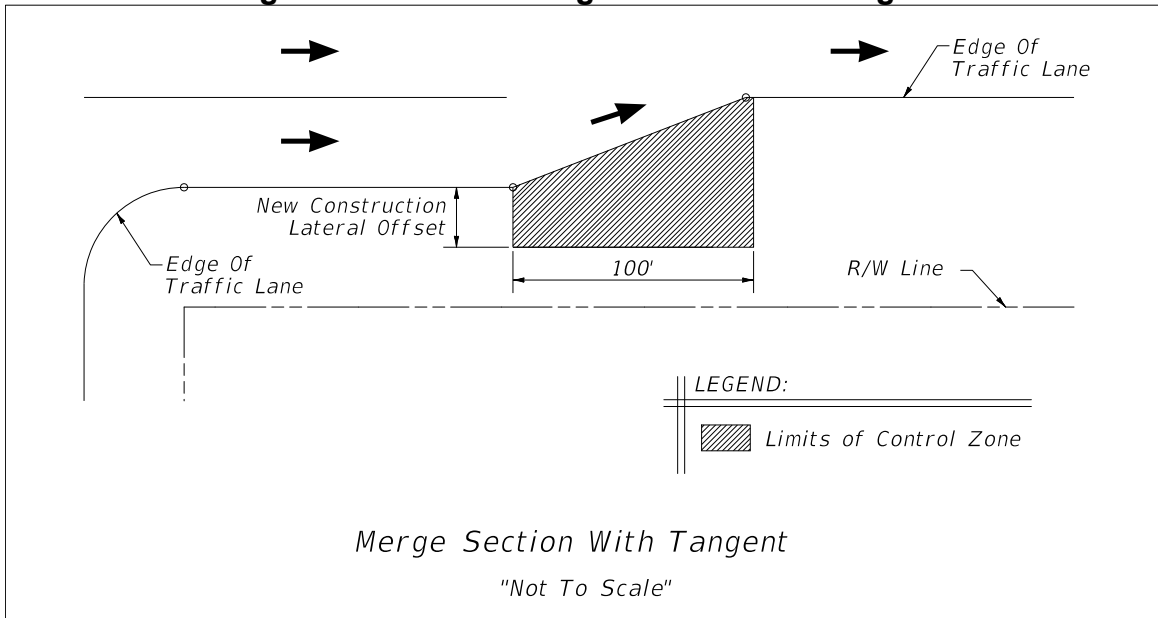 Edge Of
Traffic Lane
New Construction
Lateral Offset
Edge Of
Traffic Lane
100'
R/W Line
LEGEND:
Limits of Control Zone
Merge Section With Tangent
"Not To Scale"